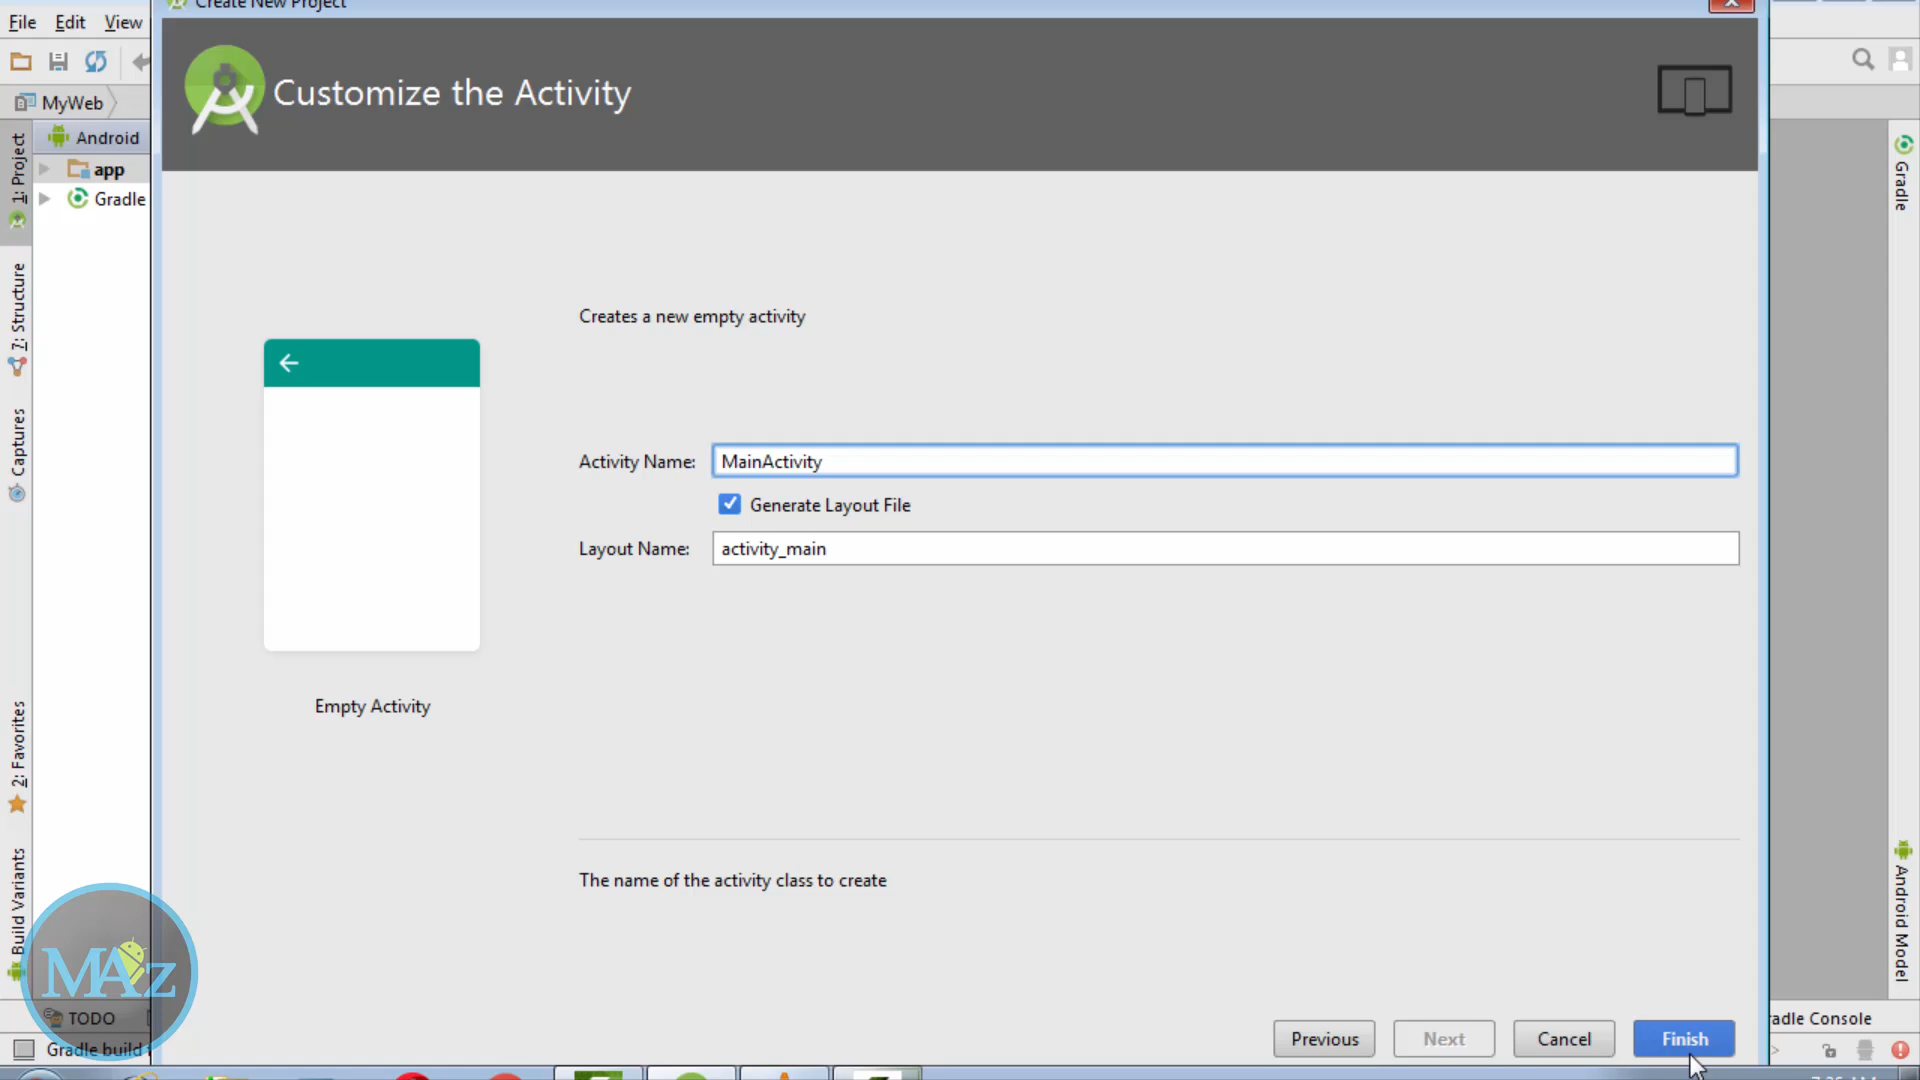 Create New Project
File Edit View
Customize the Activity
MyWeb
Android
app
Gradle
1: Project
7: Structure
Captures
2: Favorites
Build Variants
Gradle
Android Model
Creates a new empty activity
Activity Name: MainActivity
Generate Layout File
Layout Name: activity_main
Empty Activity
The name of the activity class to create
MAz
TODO
Gradle build
Previous Next Cancel Finish
adle Console